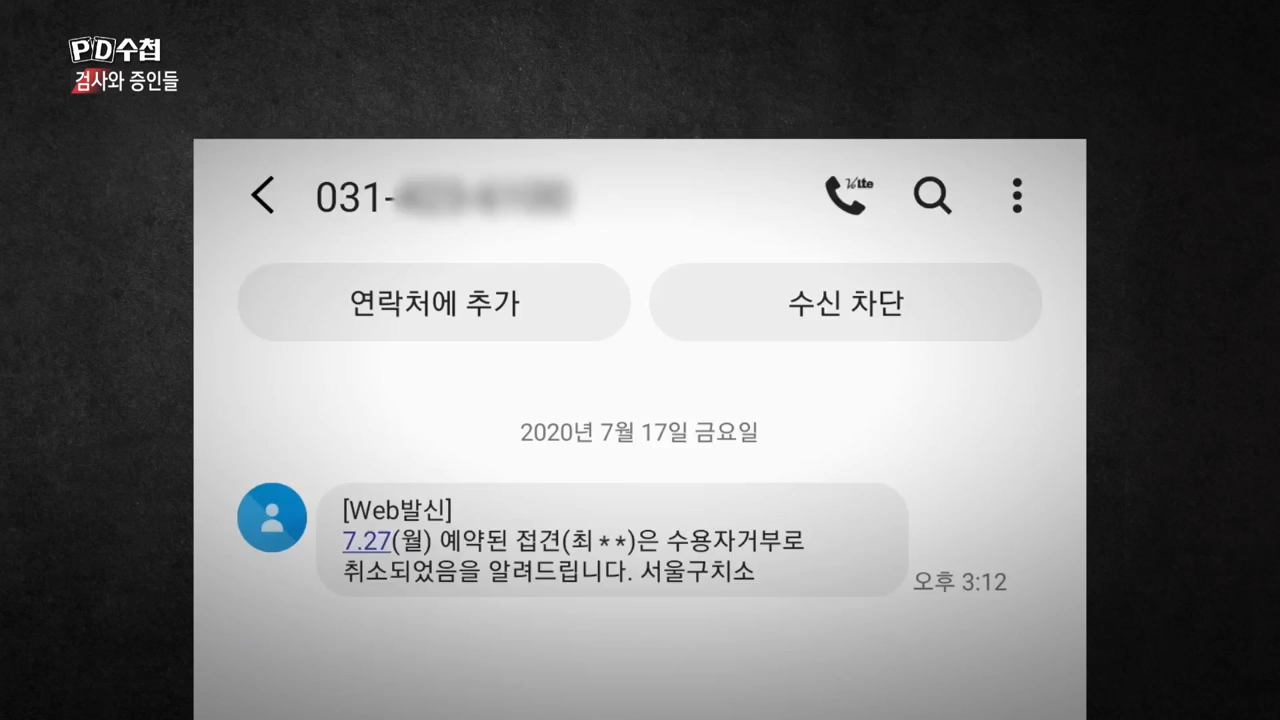 PD수첩
검사와 증인들
031-
Volte
연락처에 추가
수신 차단
2020년 7월 17일 금요일
[Web발신]
7.27(월) 예약된 접견(최**)은 수용자거부로
취소되었음을 알려드립니다. 서울구치소
오후 3:12